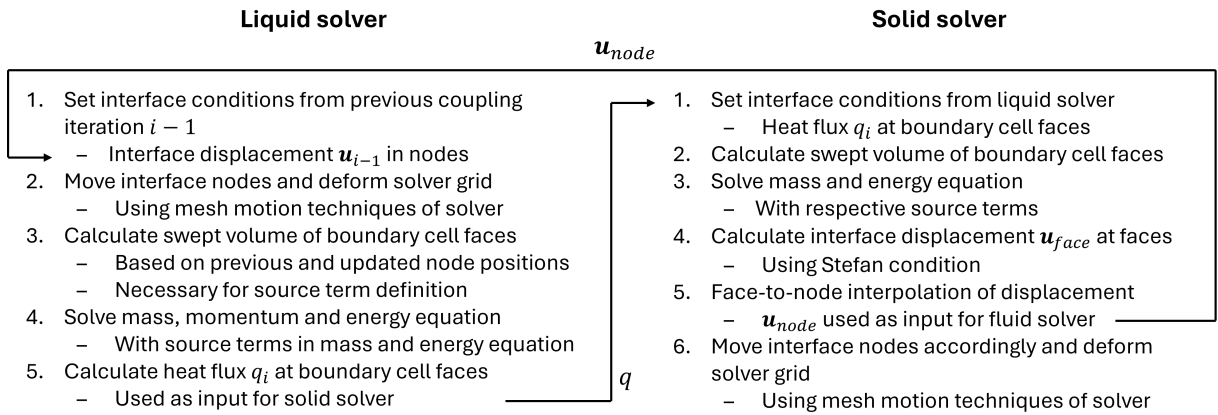 Liquid solver
Solid solver
𝒖_node
1. Set interface conditions from previous coupling
iteration i − 1
– Interface displacement 𝒖_{i−1} in nodes
2. Move interface nodes and deform solver grid
– Using mesh motion techniques of solver
3. Calculate swept volume of boundary cell faces
– Based on previous and updated node positions
– Necessary for source term definition
4. Solve mass, momentum and energy equation
– With source terms in mass and energy equation
5. Calculate heat flux q_i at boundary cell faces
– Used as input for solid solver
q
1. Set interface conditions from liquid solver
– Heat flux q_i at boundary cell faces
2. Calculate swept volume of boundary cell faces
3. Solve mass and energy equation
– With respective source terms
4. Calculate interface displacement 𝒖_face at faces
– Using Stefan condition
5. Face-to-node interpolation of displacement
– 𝒖_node used as input for fluid solver
6. Move interface nodes accordingly and deform
solver grid
– Using mesh motion techniques of solver